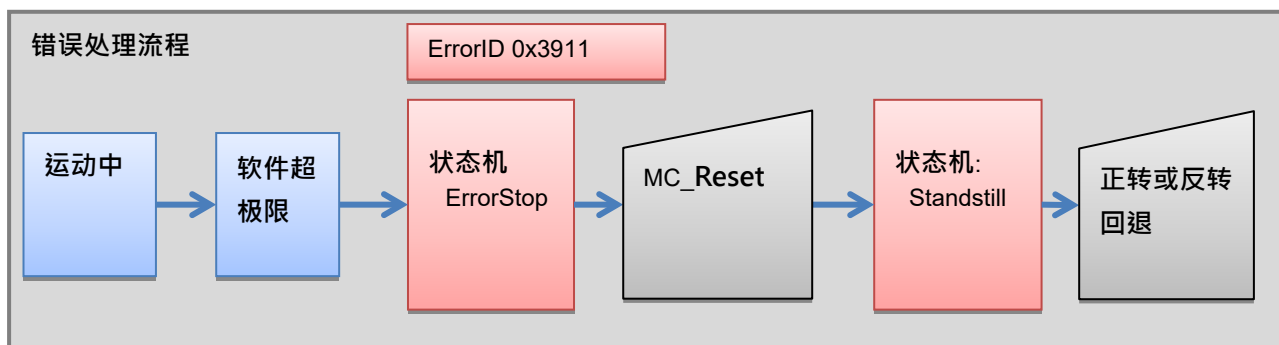 错误处理流程
ErrorID 0x3911
运动中
软件超
极限
状态机
ErrorStop
MC_Reset
状态机:
Standstill
正转或反转
回退